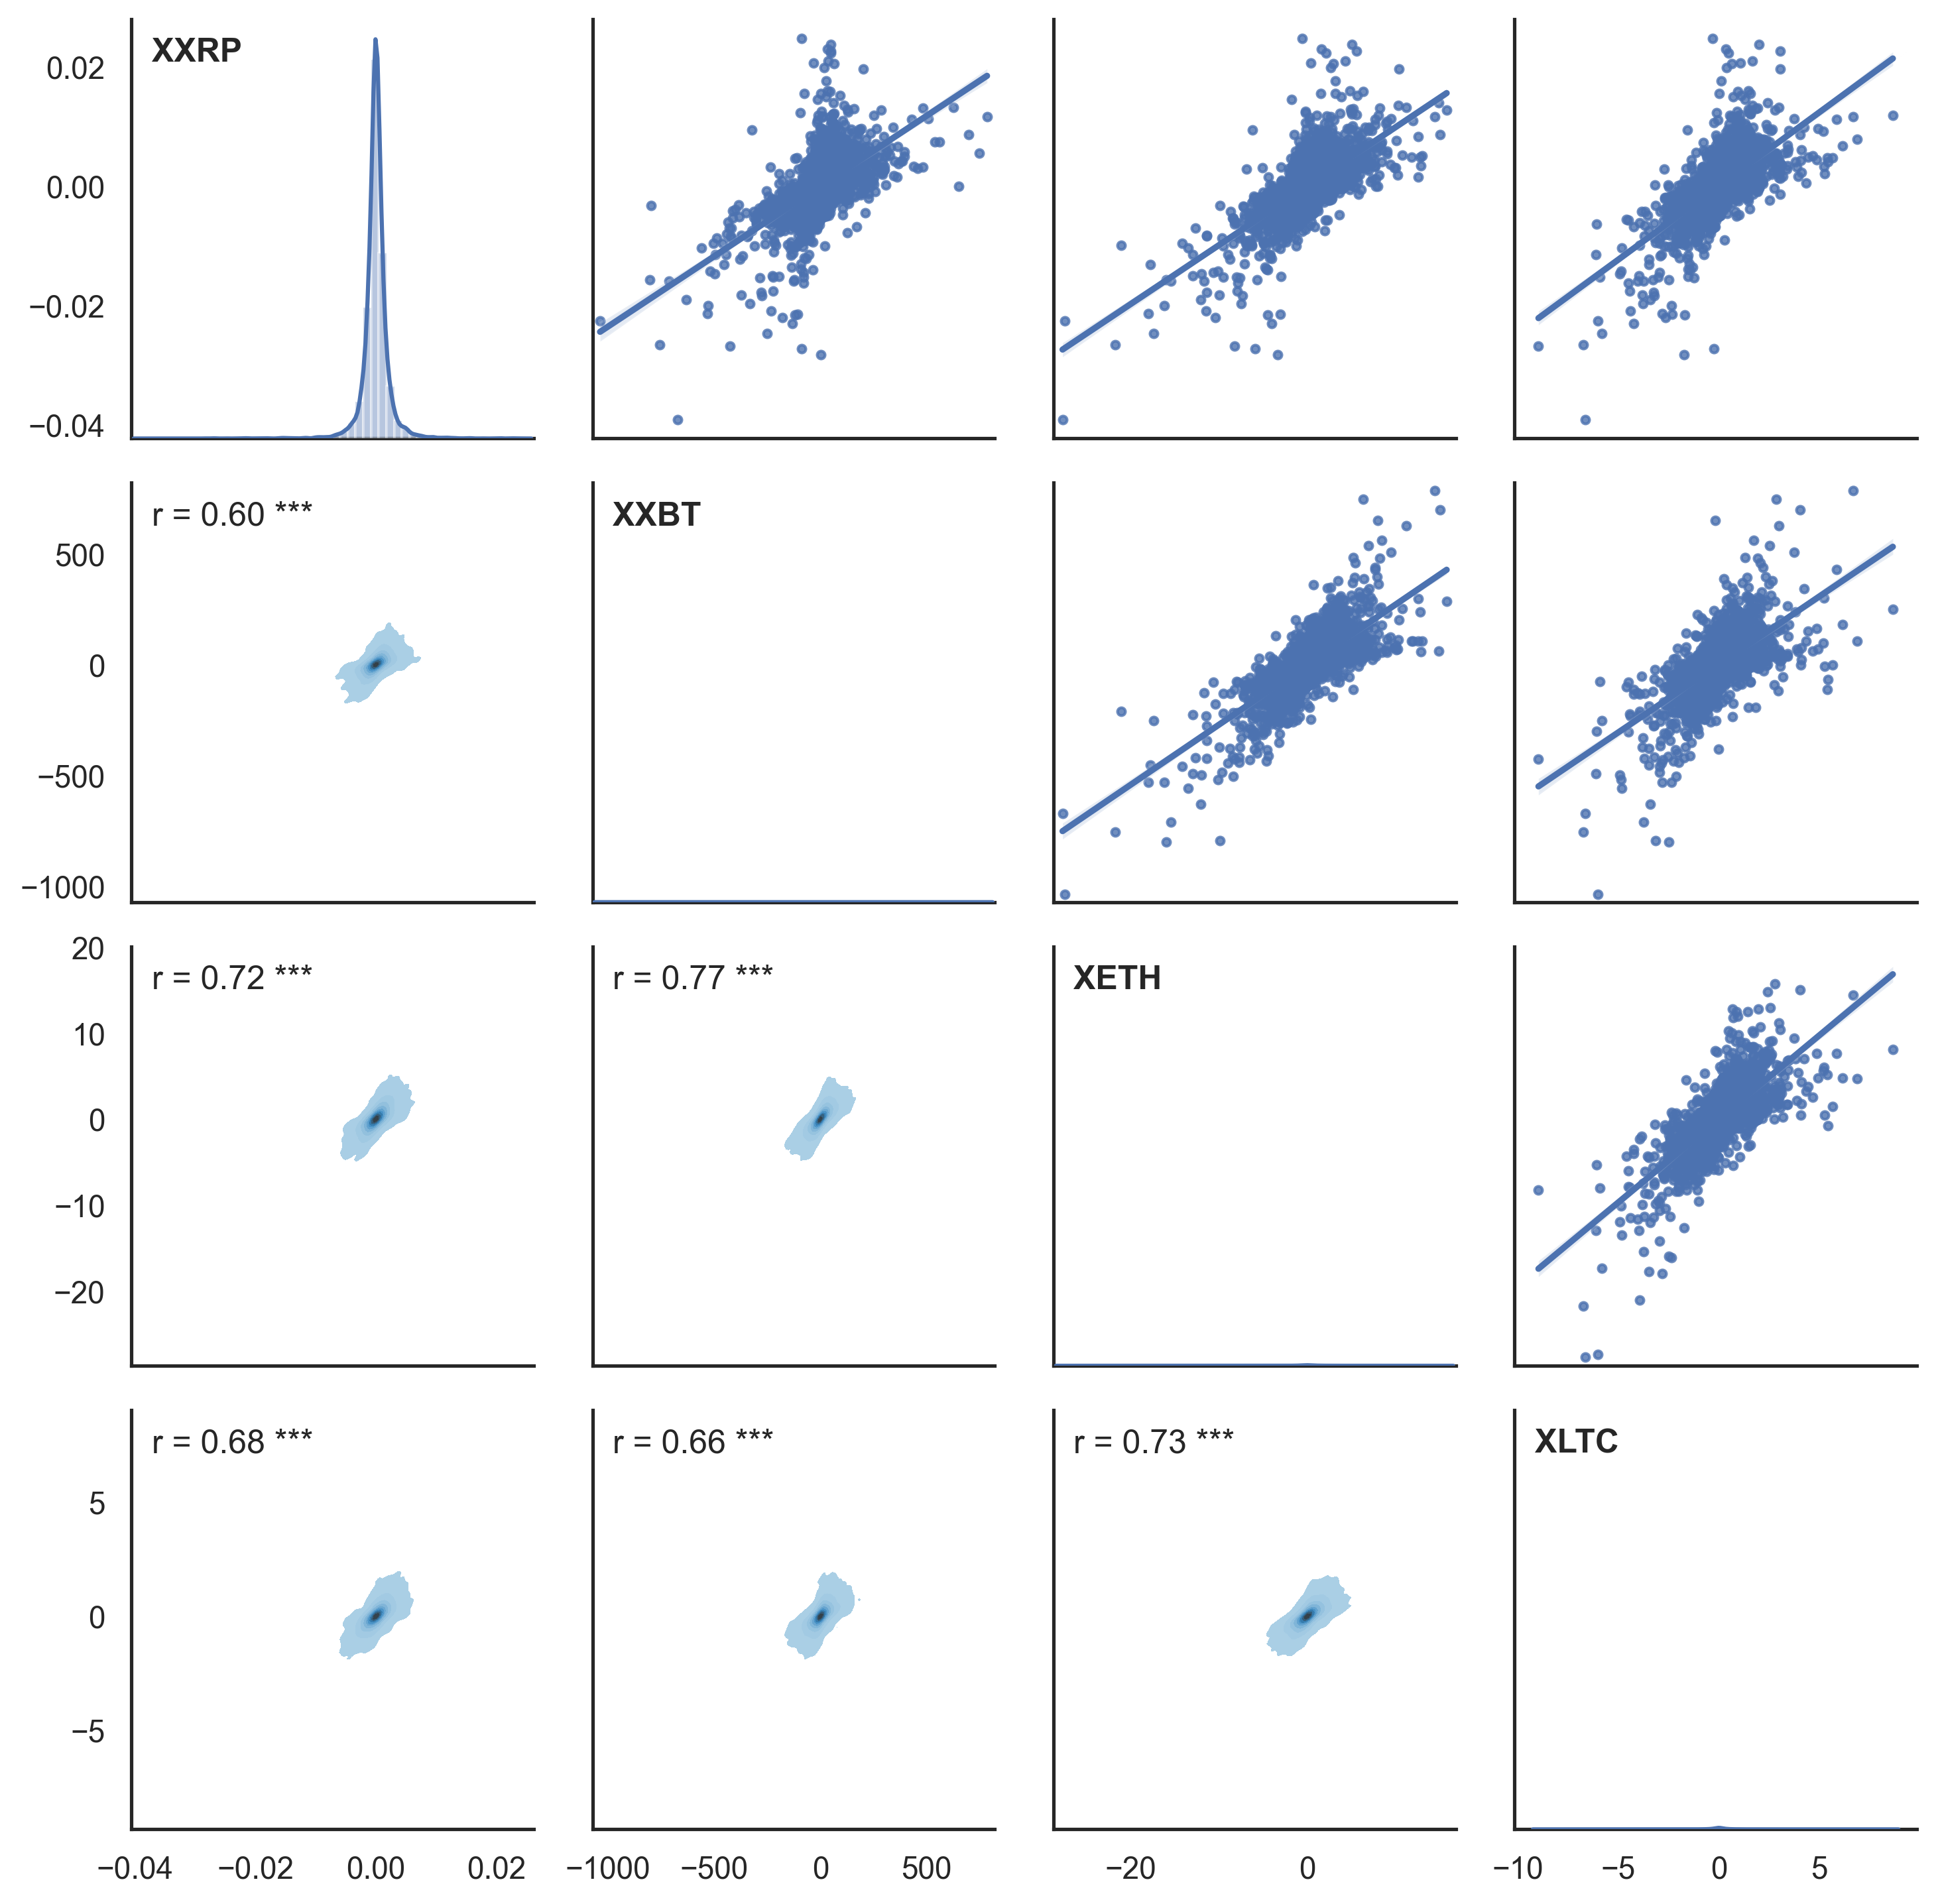 XXRP
0.02
0.00
−0.02
−0.04
r = 0.60 ***
XXBT
500
0
−500
−1000
r = 0.72 ***
r = 0.77 ***
XETH
20
10
0
−10
−20
r = 0.68 ***
r = 0.66 ***
r = 0.73 ***
XLTC
5
0
−5
−0.04 −0.02 0.00 0.02 −1000 −500 0 500 −20 0 −10 −5 0 5